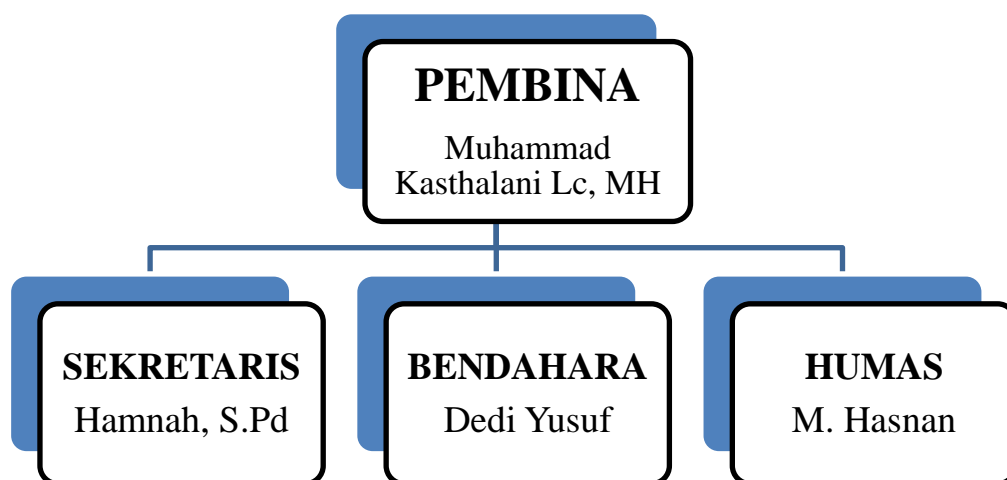 PEMBINA
Muhammad
Kasthalani Lc, MH
SEKRETARIS
Hamnah, S.Pd
BENDAHARA
Dedi Yusuf
HUMAS
M. Hasnan